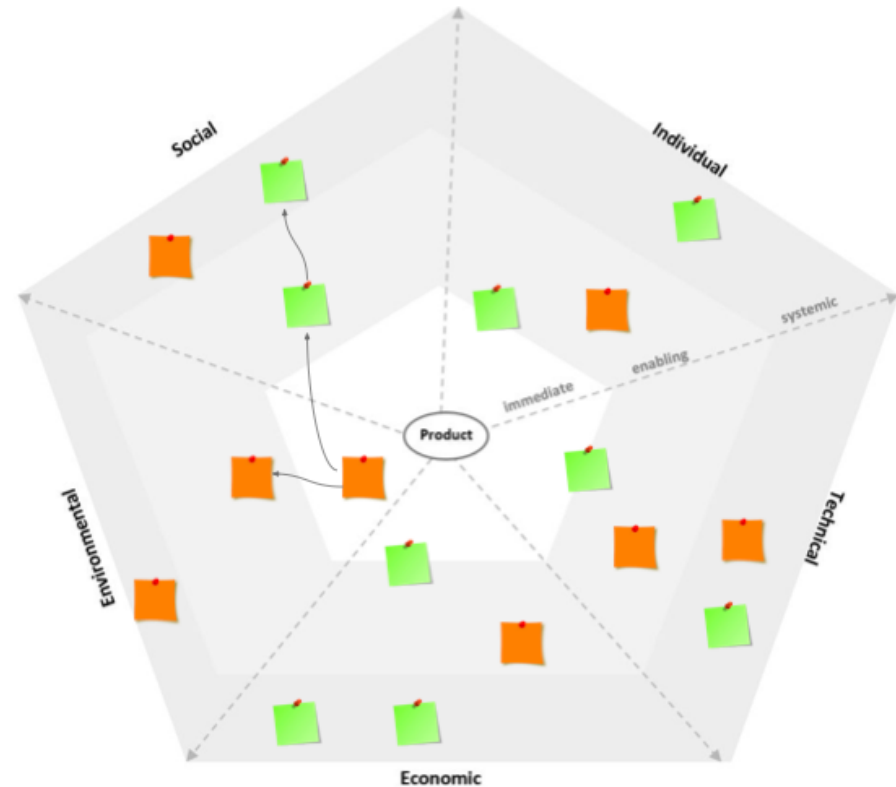 Social
Individual
systemic
enabling
immediate
Product
Environmental
Technical
Economic